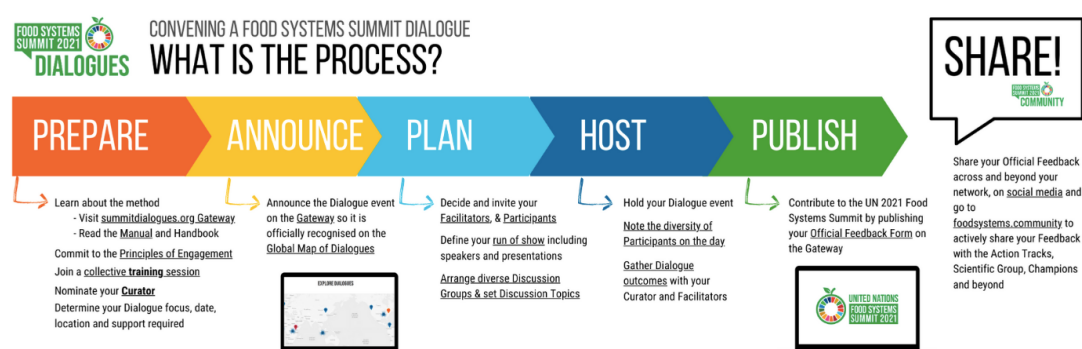 FOOD SYSTEMS
SUMMIT 2021
DIALOGUES
CONVENING A FOOD SYSTEMS SUMMIT DIALOGUE
WHAT IS THE PROCESS?
SHARE!
FOOD SYSTEMS
SUMMIT 2021
COMMUNITY
PREPARE
ANNOUNCE
PLAN
HOST
PUBLISH
Learn about the method
- Visit summitdialogues.org Gateway
- Read the Manual and Handbook
Commit to the Principles of Engagement
Join a collective training session
Nominate your Curator
Determine your Dialogue focus, date,
location and support required
Announce the Dialogue event
on the Gateway so it is
officially recognised on the
Global Map of Dialogues
EXPLORE DIALOGUES
Decide and invite your
Facilitators, & Participants
Define your run of show including
speakers and presentations
Arrange diverse Discussion
Groups & set Discussion Topics
Hold your Dialogue event
Note the diversity of
Participants on the day
Gather Dialogue
outcomes with your
Curator and Facilitators
Contribute to the UN 2021 Food
Systems Summit by publishing
your Official Feedback Form on
the Gateway
UNITED NATIONS
FOOD SYSTEMS
SUMMIT 2021
Share your Official Feedback
across and beyond your
network, on social media and
go to
foodsystems.community to
actively share your Feedback
with the Action Tracks,
Scientific Group, Champions
and beyond